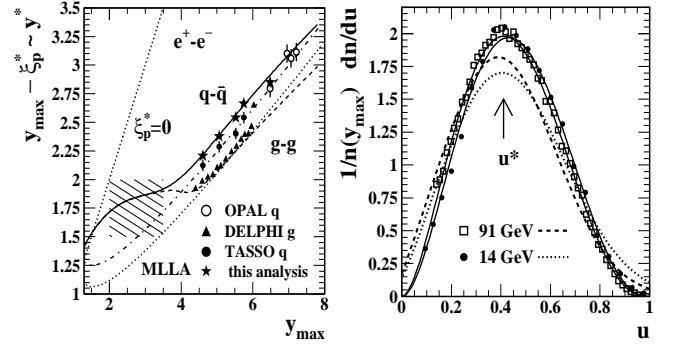 y_max − ξ*_p ~ y*
3.5
3.25
3
2.75
2.5
2.25
2
1.75
1.5
1.25
1
e⁺-e⁻
q-q̄
ξ*_p=0
g-g
OPAL q
DELPHI g
TASSO q
MLLA
this analysis
2
4
6
8
y_max
1/n(y_max) dn/du
2
1.75
1.5
1.25
1
0.75
0.5
0.25
0
u*
91 GeV
14 GeV
0
0.2
0.4
0.6
0.8
1
u